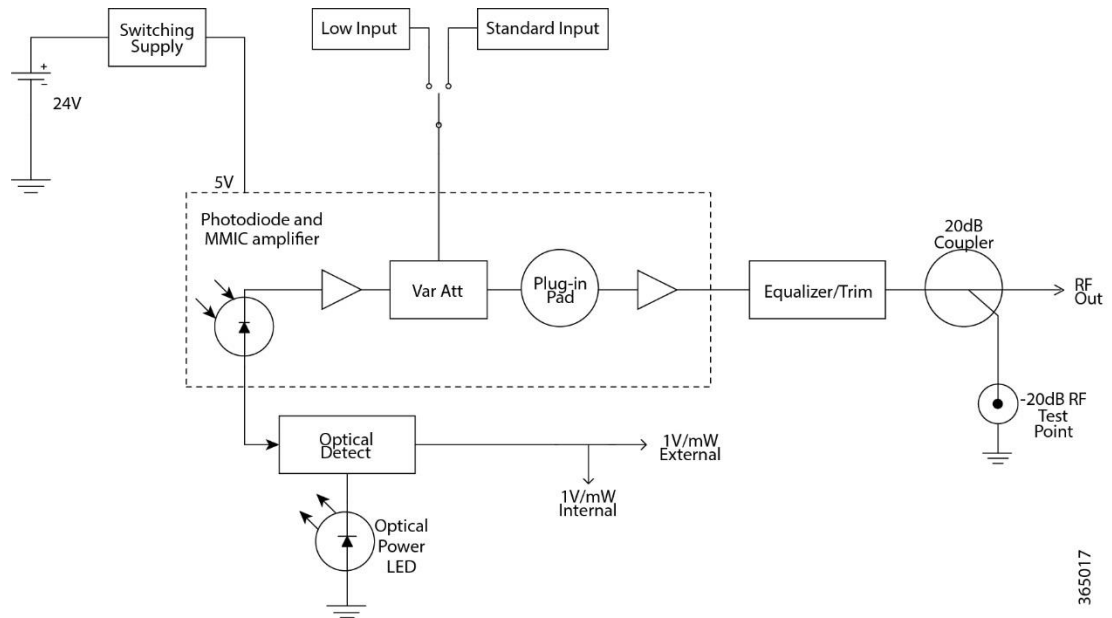 Switching
Supply
Low Input
Standard Input
+
-
24V
5V
Photodiode and
MMIC amplifier
Var Att
Plug-in
Pad
Equalizer/Trim
20dB
Coupler
RF
Out
-20dB RF
Test
Point
Optical
Detect
1V/mW
External
1V/mW
Internal
Optical
Power
LED
365017